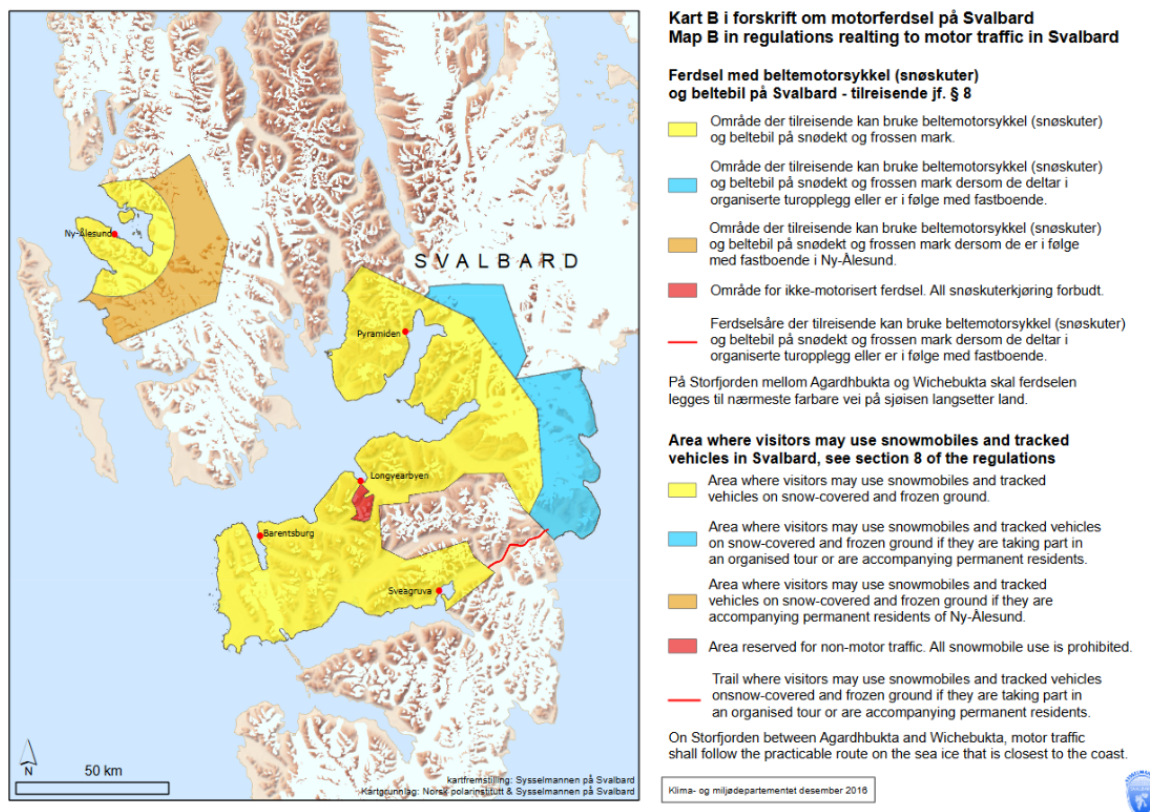 Ny-Ålesund
SVALBARD
Pyramiden
Longyearbyen
Barentsburg
Sveagruva
N
50 km
kartfremstilling: Sysselmannen på Svalbard
Kartgrunnlag: Norsk polarinstitutt & Sysselmannen på Svalbard
Kart B i forskrift om motorferdsel på Svalbard
Map B in regulations realting to motor traffic in Svalbard
Ferdsel med beltemotorsykkel (snøskuter)
og beltebil på Svalbard - tilreisende jf. § 8
Område der tilreisende kan bruke beltemotorsykkel (snøskuter)
og beltebil på snødekt og frossen mark.
Område der tilreisende kan bruke beltemotorsykkel (snøskuter)
og beltebil på snødekt og frossen mark dersom de deltar i
organiserte turopplegg eller er i følge med fastboende.
Område der tilreisende kan bruke beltemotorsykkel (snøskuter)
og beltebil på snødekt og frossen mark dersom de er i følge
med fastboende i Ny-Ålesund.
Område for ikke-motorisert ferdsel. All snøskuterkjøring forbudt.
Ferdselsåre der tilreisende kan bruke beltemotorsykkel (snøskuter)
og beltebil på snødekt og frossen mark dersom de deltar i
organiserte turopplegg eller er i følge med fastboende.
På Storfjorden mellom Agardhbukta og Wichebukta skal ferdselen
legges til nærmeste farbare vei på sjøisen langsetter land.
Area where visitors may use snowmobiles and tracked
vehicles in Svalbard, see section 8 of the regulations
Area where visitors may use snowmobiles and tracked
vehicles on snow-covered and frozen ground.
Area where visitors may use snowmobiles and tracked vehicles
on snow-covered and frozen ground if they are taking part in
an organised tour or are accompanying permanent residents.
Area where visitors may use snowmobiles and tracked
vehicles on snow-covered and frozen ground if they are
accompanying permanent residents of Ny-Ålesund.
Area reserved for non-motor traffic. All snowmobile use is prohibited.
Trail where visitors may use snowmobiles and tracked vehicles
onsnow-covered and frozen ground if they are taking part in
an organised tour or are accompanying permanent residents.
On Storfjorden between Agardhbukta and Wichebukta, motor traffic
shall follow the practicable route on the sea ice that is closest to the coast.
Klima- og miljødepartementet desember 2016